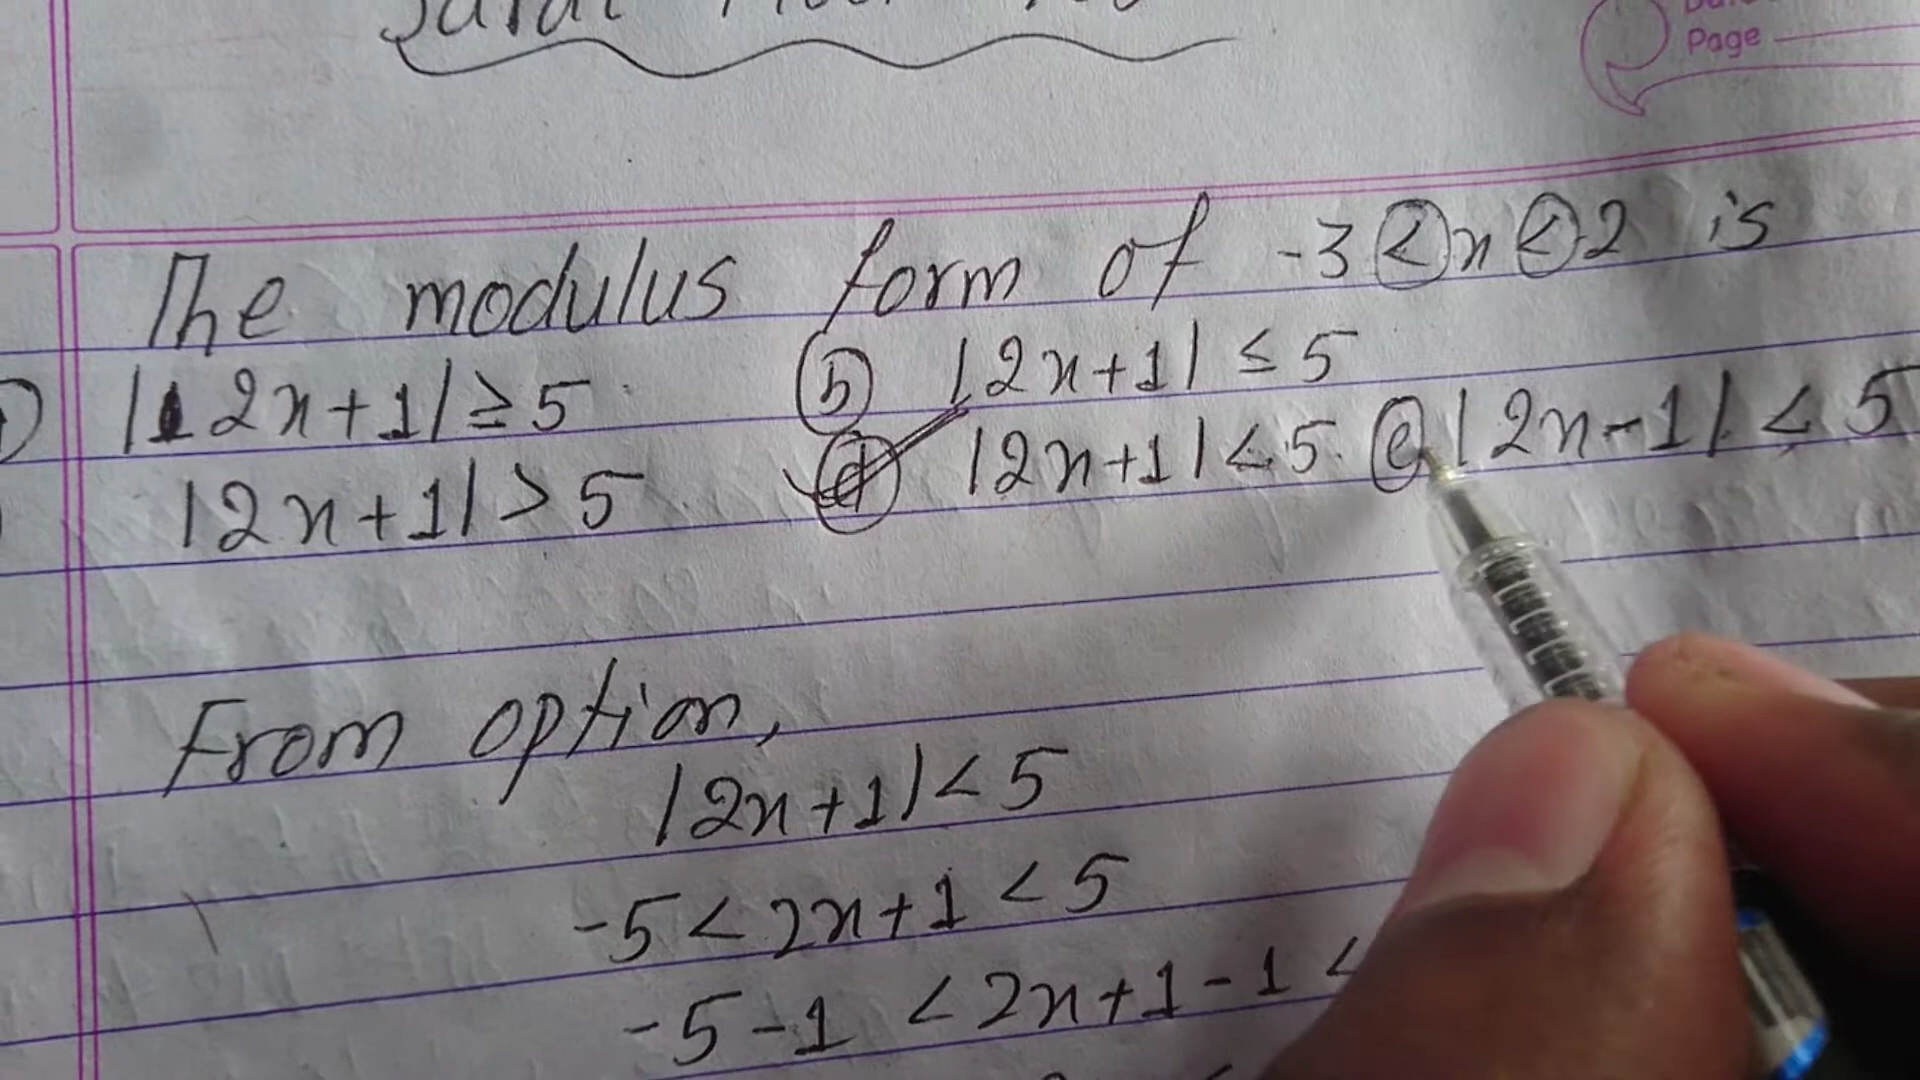 Page
The modulus form of -3 < x < 2 is
|2x+1| ≥ 5 (b) |2x+1| ≤ 5
|2x+1| > 5 (d) |2x+1| < 5. (e) |2x-1| < 5
From option,
|2x+1| < 5
-5 < 2x+1 < 5
-5-1 < 2x+1-1 <